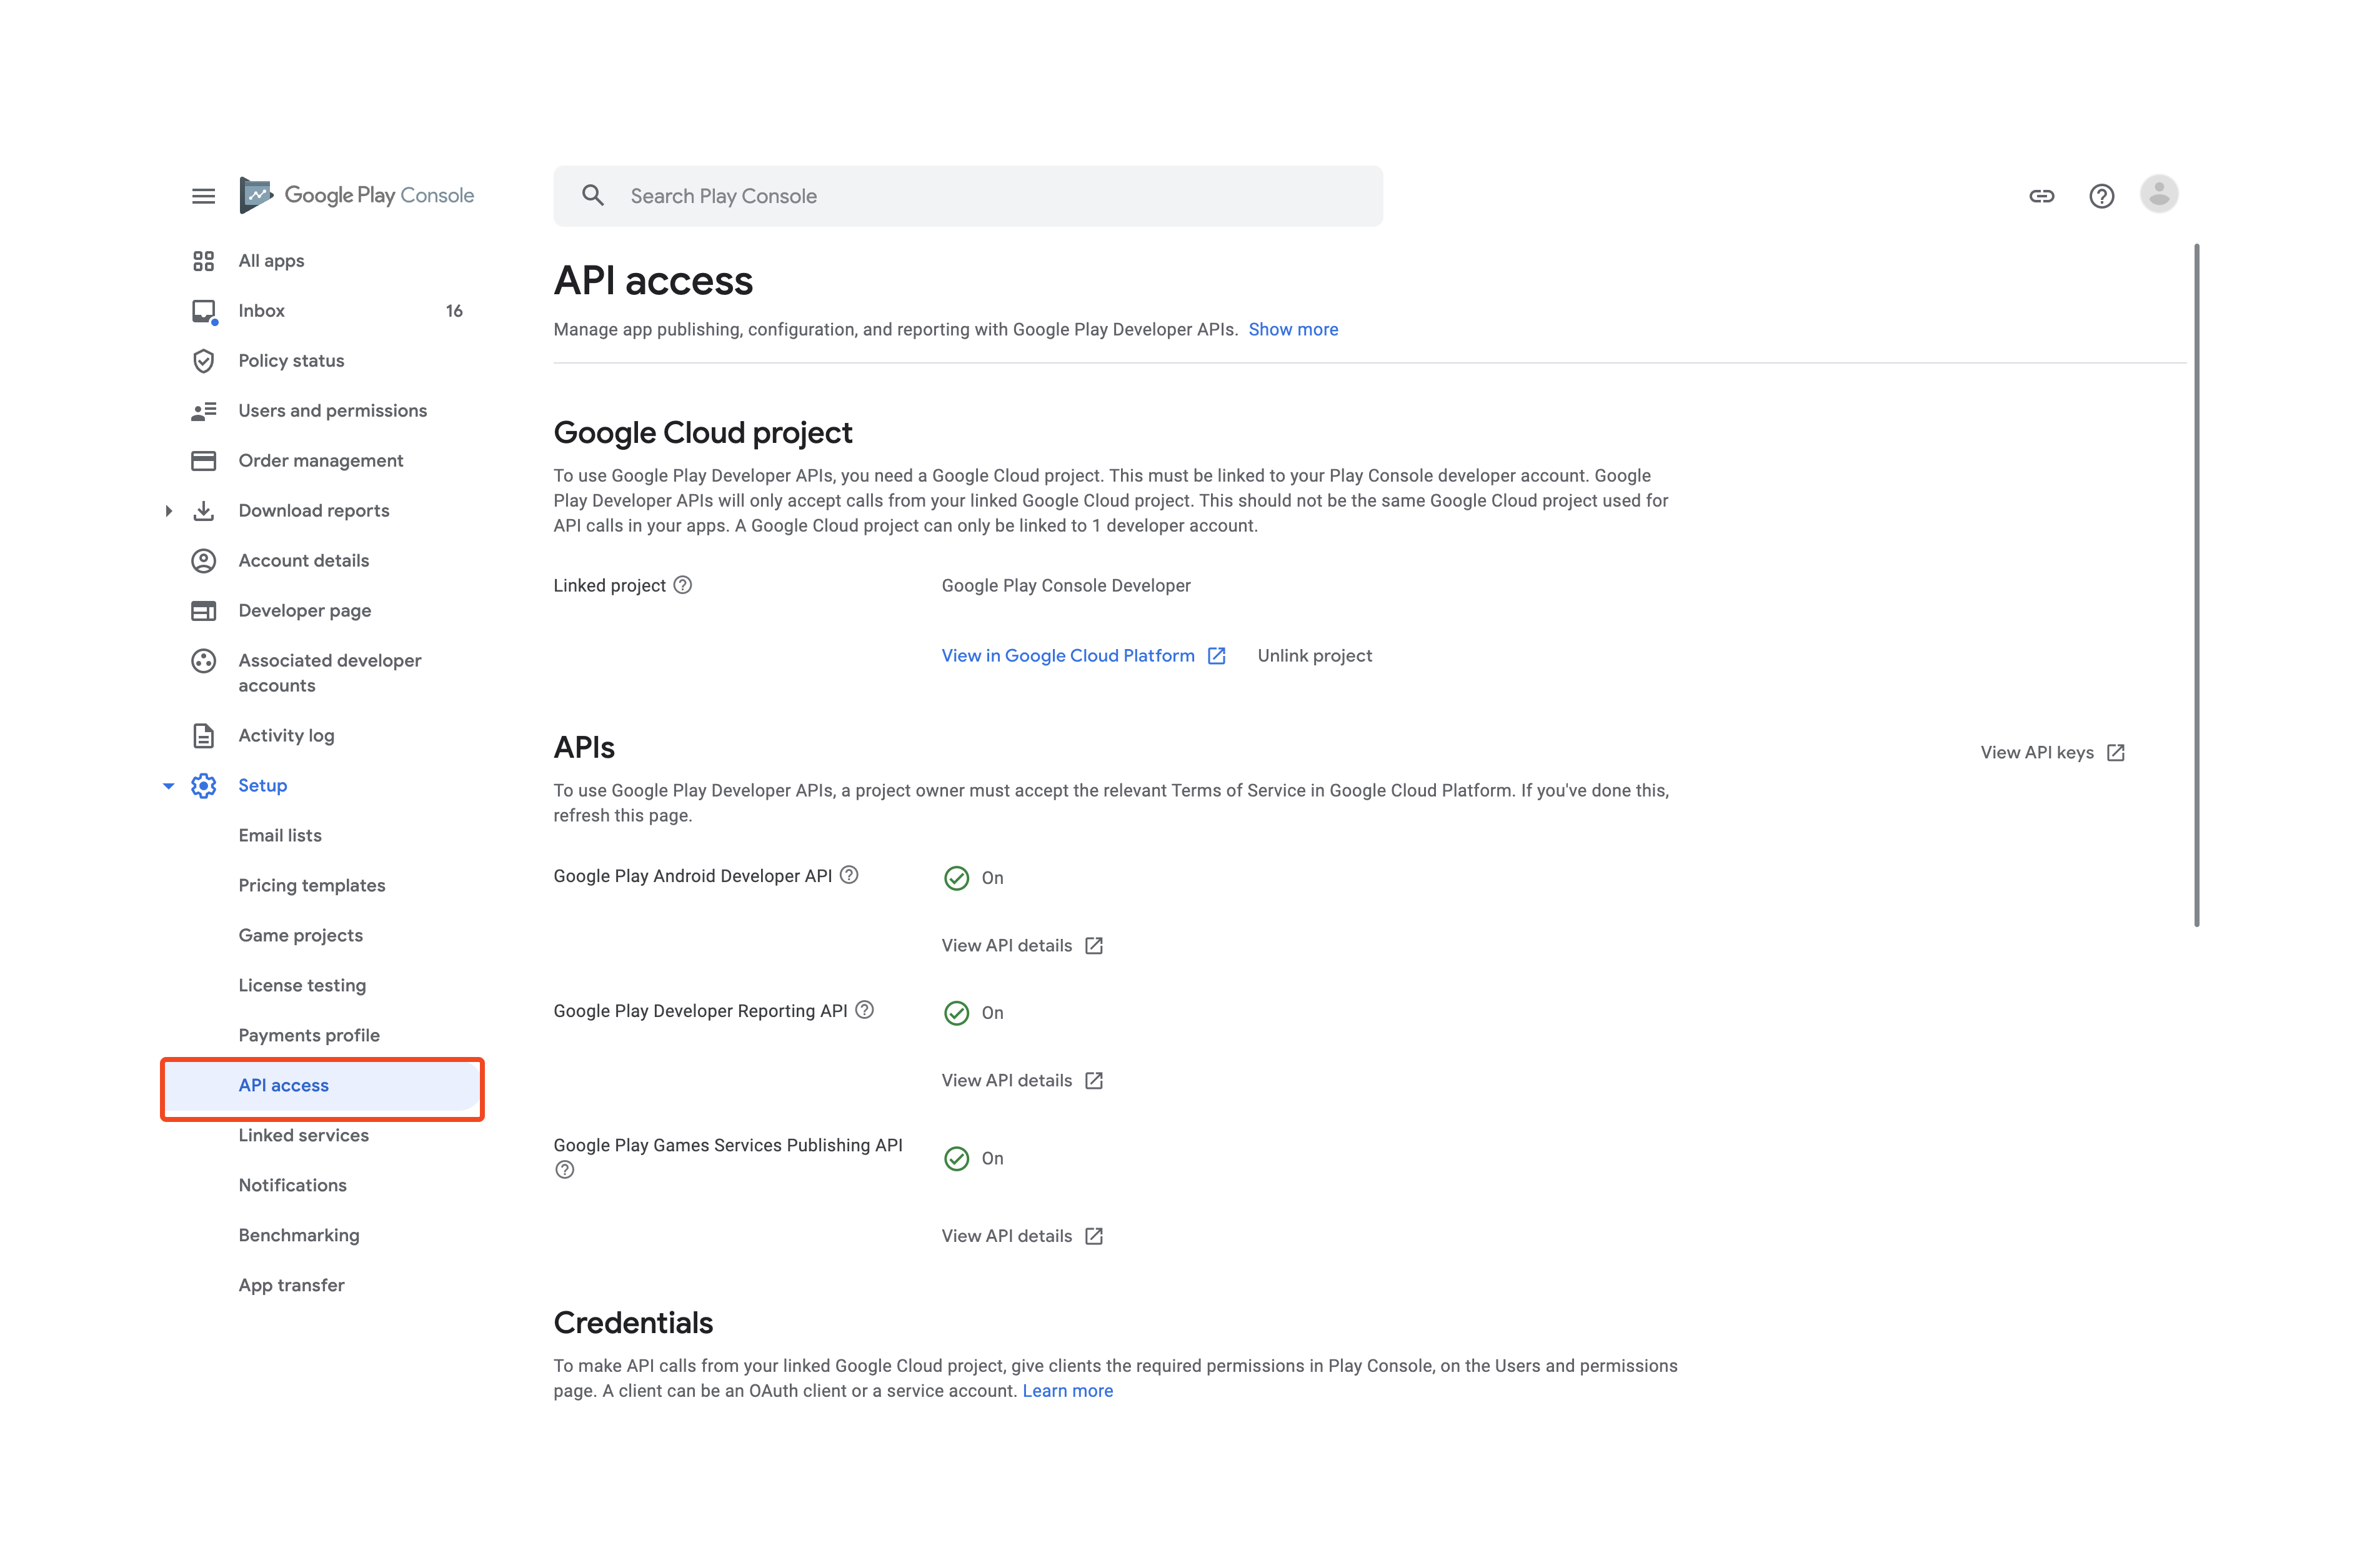 Google Play Console
Search Play Console
All apps
Inbox 16
Policy status
Users and permissions
Order management
Download reports
Account details
Developer page
Associated developer
accounts
Activity log
Setup
Email lists
Pricing templates
Game projects
License testing
Payments profile
API access
Linked services
Notifications
Benchmarking
App transfer
API access
Manage app publishing, configuration, and reporting with Google Play Developer APIs. Show more
Google Cloud project
To use Google Play Developer APIs, you need a Google Cloud project. This must be linked to your Play Console developer account. Google
Play Developer APIs will only accept calls from your linked Google Cloud project. This should not be the same Google Cloud project used for
API calls in your apps. A Google Cloud project can only be linked to 1 developer account.
Linked project Google Play Console Developer
View in Google Cloud Platform Unlink project
APIs
View API keys
To use Google Play Developer APIs, a project owner must accept the relevant Terms of Service in Google Cloud Platform. If you've done this,
refresh this page.
Google Play Android Developer API On
View API details
Google Play Developer Reporting API On
View API details
Google Play Games Services Publishing API On
View API details
Credentials
To make API calls from your linked Google Cloud project, give clients the required permissions in Play Console, on the Users and permissions
page. A client can be an OAuth client or a service account. Learn more